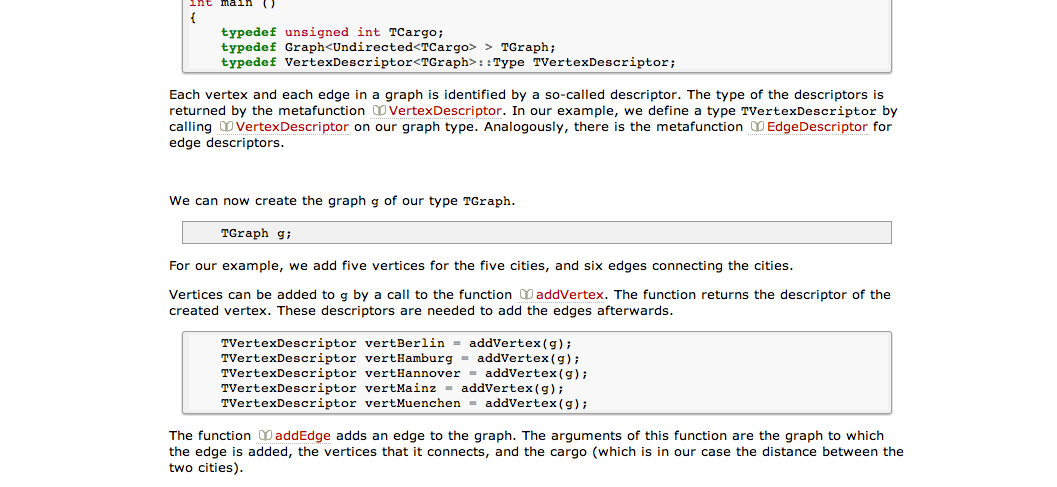 int main ()
{
typedef unsigned int TCargo;
typedef Graph<Undirected<TCargo> > TGraph;
typedef VertexDescriptor<TGraph>::Type TVertexDescriptor;
Each vertex and each edge in a graph is identified by a so-called descriptor. The type of the descriptors is
returned by the metafunction VertexDescriptor. In our example, we define a type TVertexDescriptor by
calling VertexDescriptor on our graph type. Analogously, there is the metafunction EdgeDescriptor for
edge descriptors.
We can now create the graph g of our type TGraph.
TGraph g;
For our example, we add five vertices for the five cities, and six edges connecting the cities.
Vertices can be added to g by a call to the function addVertex. The function returns the descriptor of the
created vertex. These descriptors are needed to add the edges afterwards.
TVertexDescriptor vertBerlin = addVertex(g);
TVertexDescriptor vertHamburg = addVertex(g);
TVertexDescriptor vertHannover = addVertex(g);
TVertexDescriptor vertMainz = addVertex(g);
TVertexDescriptor vertMuenchen = addVertex(g);
The function addEdge adds an edge to the graph. The arguments of this function are the graph to which
the edge is added, the vertices that it connects, and the cargo (which is in our case the distance between the
two cities).